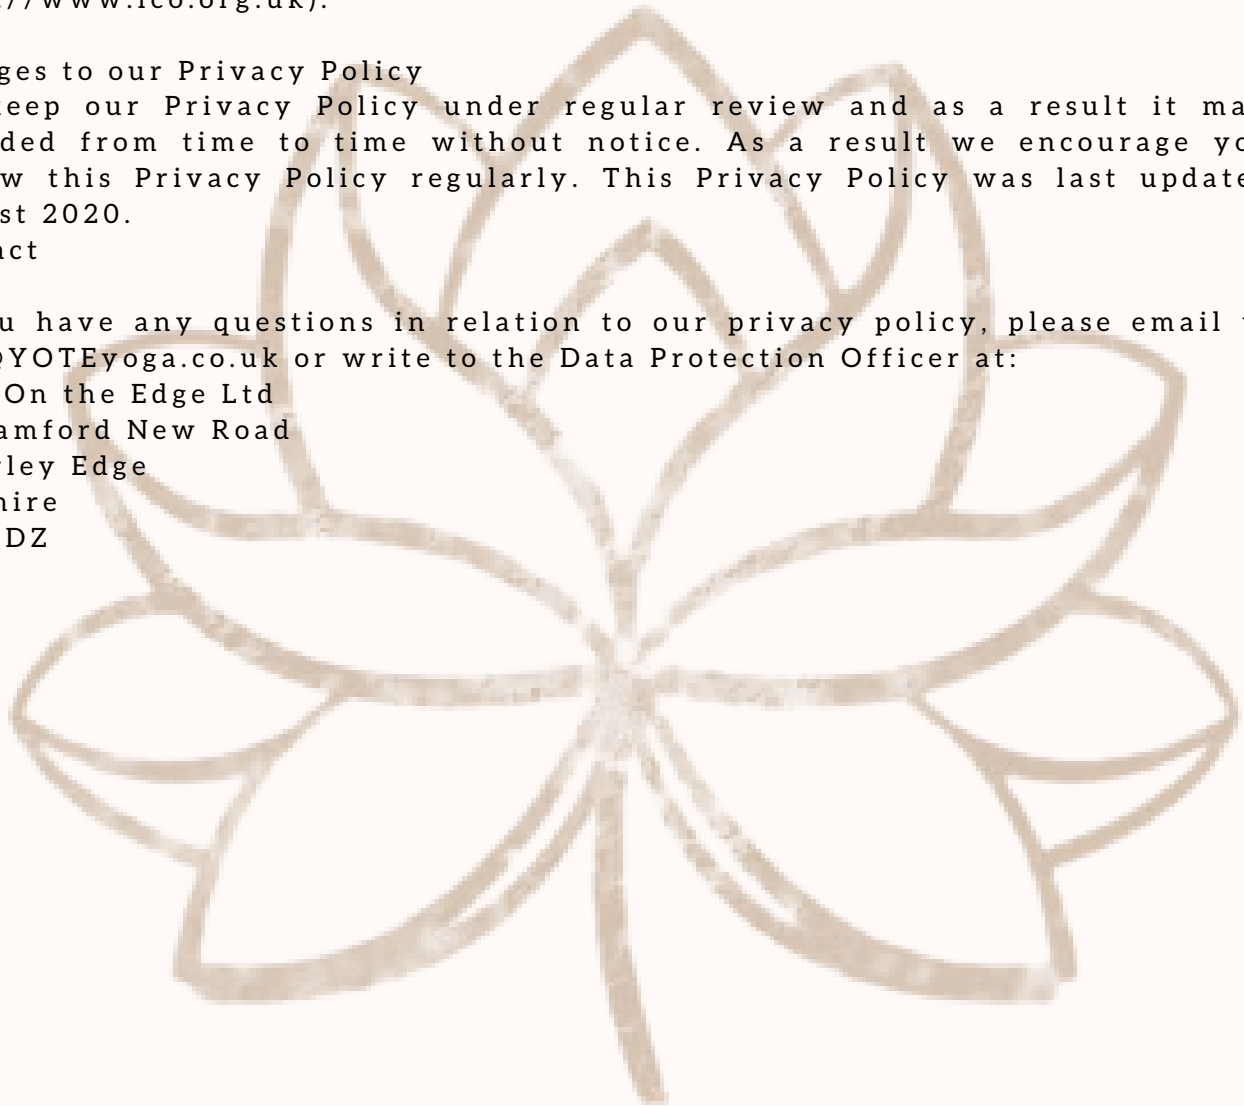 //www.ico.org.uk).
ges to our Privacy Policy
keep our Privacy Policy under regular review and as a result it ma
ded from time to time without notice. As a result we encourage yo
w this Privacy Policy regularly. This Privacy Policy was last update
st 2020.
act
u have any questions in relation to our privacy policy, please email
@YOTEyoga.co.uk or write to the Data Protection Officer at:
On the Edge Ltd
amford New Road
rley Edge
hire
DZ